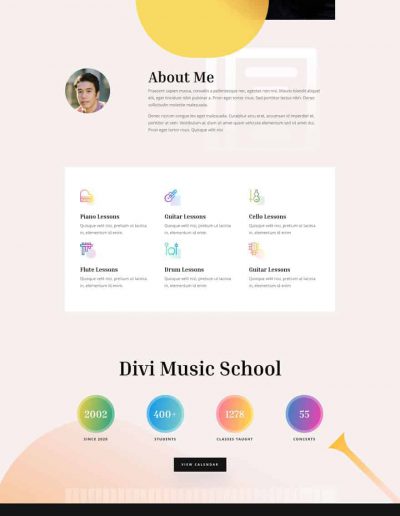 About Me
Praesent sapien massa, convallis a pellentesque nec, egestas non nisi. Mauris blandit aliquet
elit, eget tincidunt nibh pulvinar a. Proin eget tortor risus. Sed porttitor lectus nibh. Donec
sollicitudin molestie malesuada.
Donec rutrum congue leo eget malesuada. Curabitur arcu erat, accumsan id imperdiet et,
porttitor at sem. Vestibulum ac diam sit amet quam vehicula elementum sed sit amet dui.
Proin eget tortor risus. Quisque velit nisi
Piano Lessons
Quisque velit nisi, pretium ut lacinia
in, elementum id enim
Guitar Lessons
Quisque velit nisi, pretium ut lacinia
in, elementum id enim
Cello Lessons
Quisque velit nisi, pretium ut lacinia
in, elementum id enim
Flute Lessons
Quisque velit nisi, pretium ut lacinia
in, elementum id enim
Drum Lessons
Quisque velit nisi, pretium ut lacinia
in, elementum id enim
Guitar Lessons
Quisque velit nisi, pretium ut lacinia
in, elementum id enim
Divi Music School
2002
SINCE 2020
400+
STUDENTS
1278
CLASSES TAUGHT
55
CONCERTS
VIEW CALENDAR